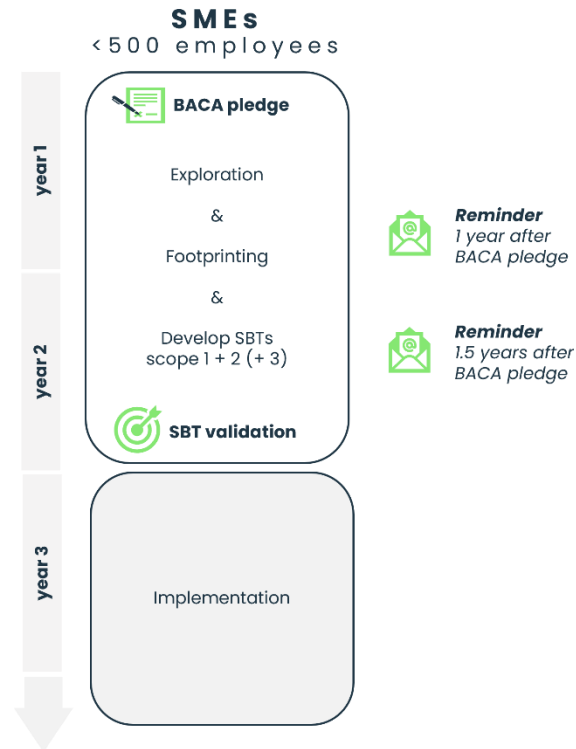 SMEs
<500 employees
year 1
BACA pledge
Exploration
&
Footprinting
&
Develop SBTs
scope 1 + 2 (+ 3)
SBT validation
Reminder
1 year after
BACA pledge
year 2
Reminder
1.5 years after
BACA pledge
year 3
Implementation